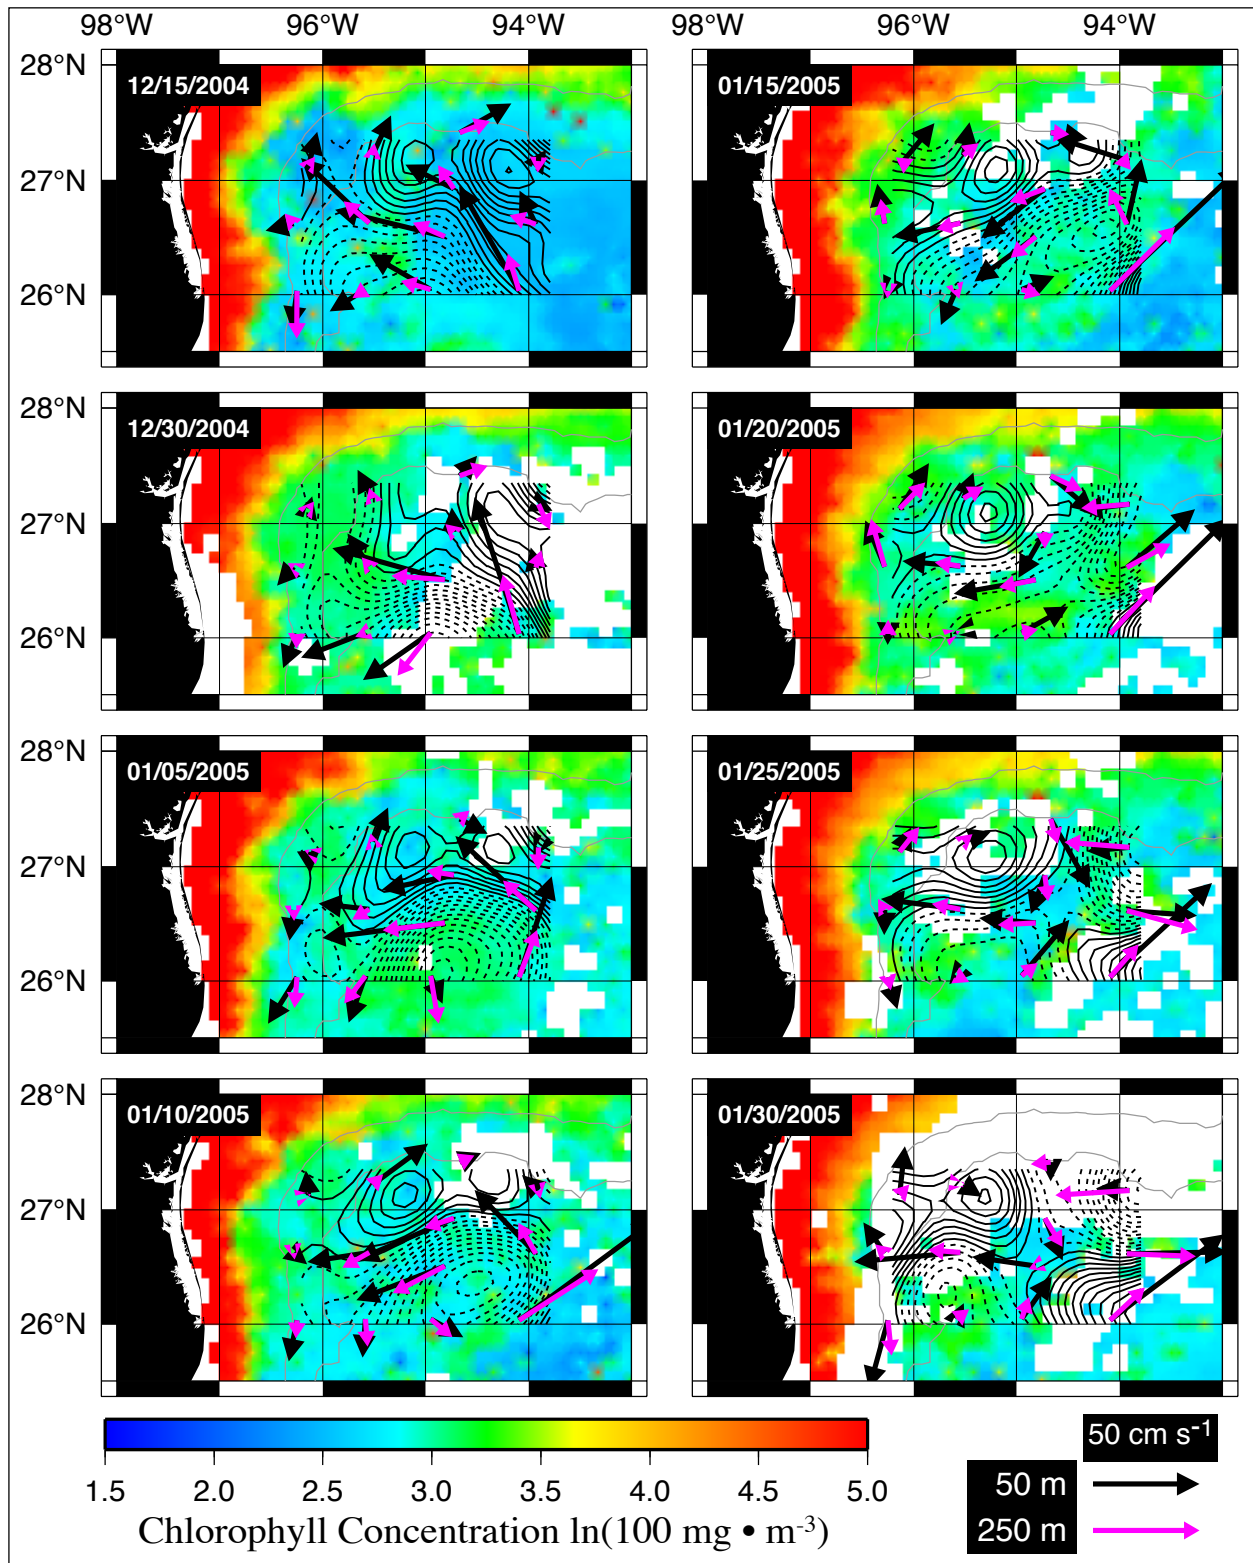 98°W 96°W 94°W 98°W 96°W 94°W
28°N
12/15/2004 01/15/2005
27°N
26°N
28°N
12/30/2004 01/20/2005
27°N
26°N
28°N
01/05/2005 01/25/2005
27°N
26°N
28°N
01/10/2005 01/30/2005
27°N
26°N
50 cm s⁻¹
50 m
250 m
1.5 2.0 2.5 3.0 3.5 4.0 4.5 5.0
Chlorophyll Concentration ln(100 mg • m⁻³)